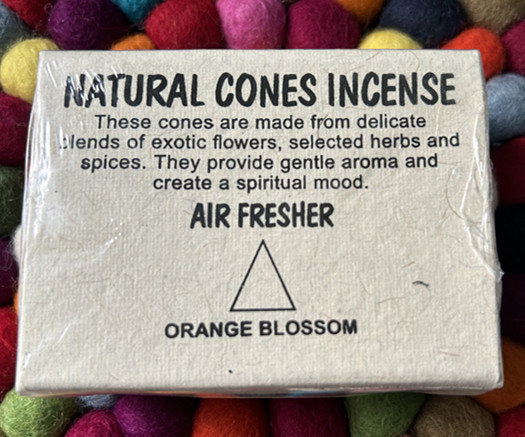 NATURAL CONES INCENSE
These cones are made from delicate
blends of exotic flowers, selected herbs and
spices. They provide gentle aroma and
create a spiritual mood.
AIR FRESHER
ORANGE BLOSSOM